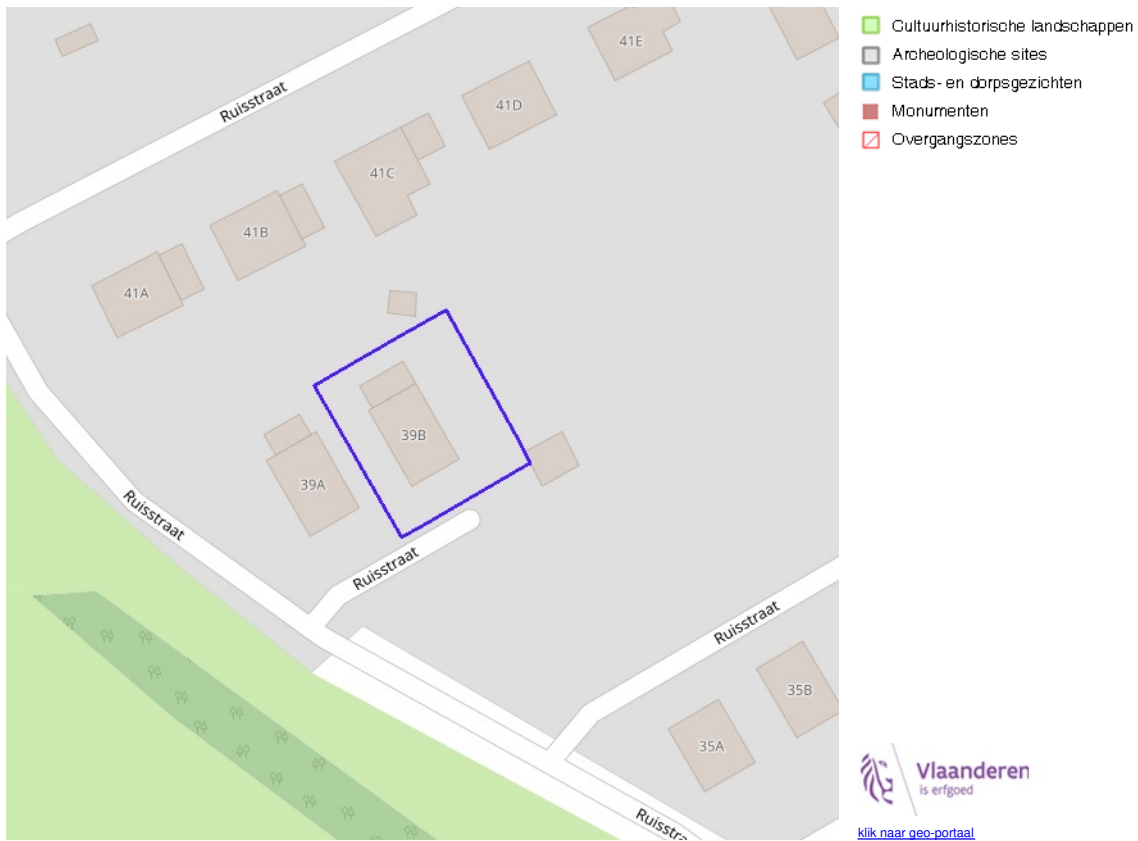 Cultuurhistorische landschappen
Archeologische sites
Stads- en dorpsgezichten
Monumenten
Overgangszones
41E
Ruisstraat
41D
41C
41B
41A
39B
39A
Ruisstraat
Ruisstraat
Ruisstraat
35B
35A
Ruisstra
Vlaanderen
is erfgoed
klik naar geo-portaal